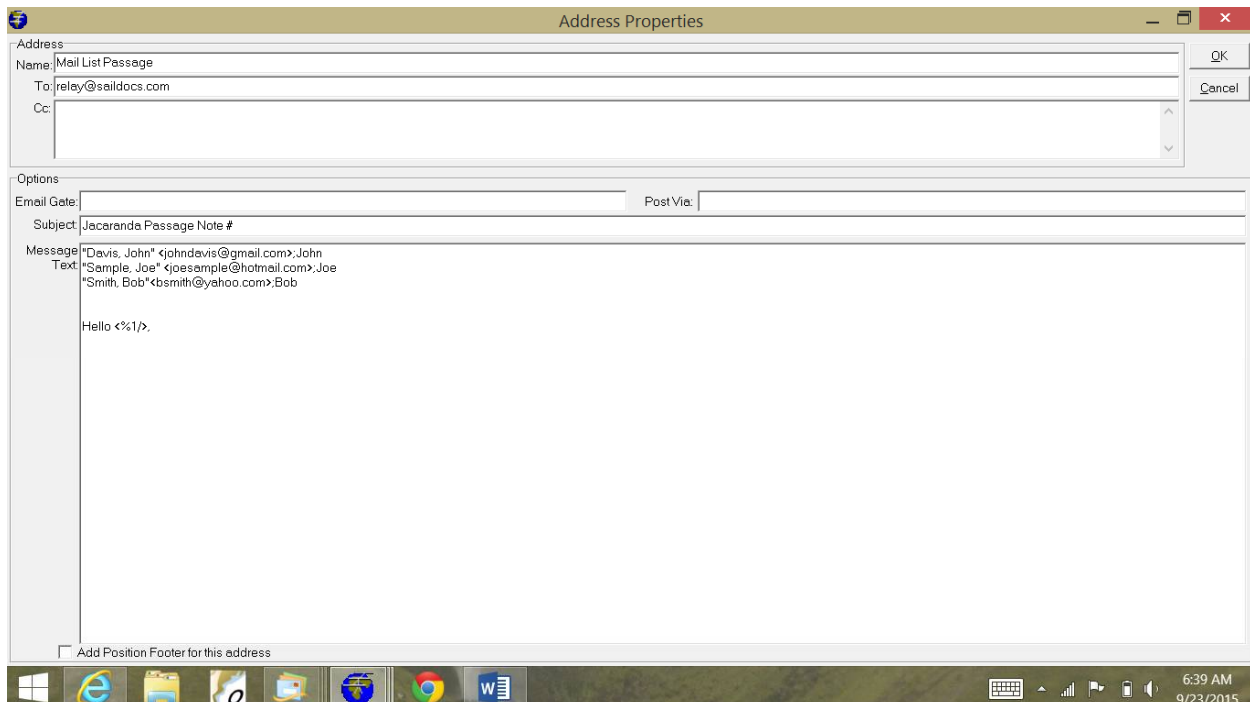 Address Properties
Address
Name: Mail List Passage
OK
To: relay@saildocs.com
Cancel
Cc:
Options
Email Gate:
Post Via:
Subject: Jacaranda Passage Note #
Message Text:
"Davis, John" <johndavis@gmail.com>;John
"Sample, Joe" <joesample@hotmail.com>;Joe
"Smith, Bob"<bsmith@yahoo.com>;Bob
Hello <%1/>,
Add Position Footer for this address
6:39 AM
9/23/2015